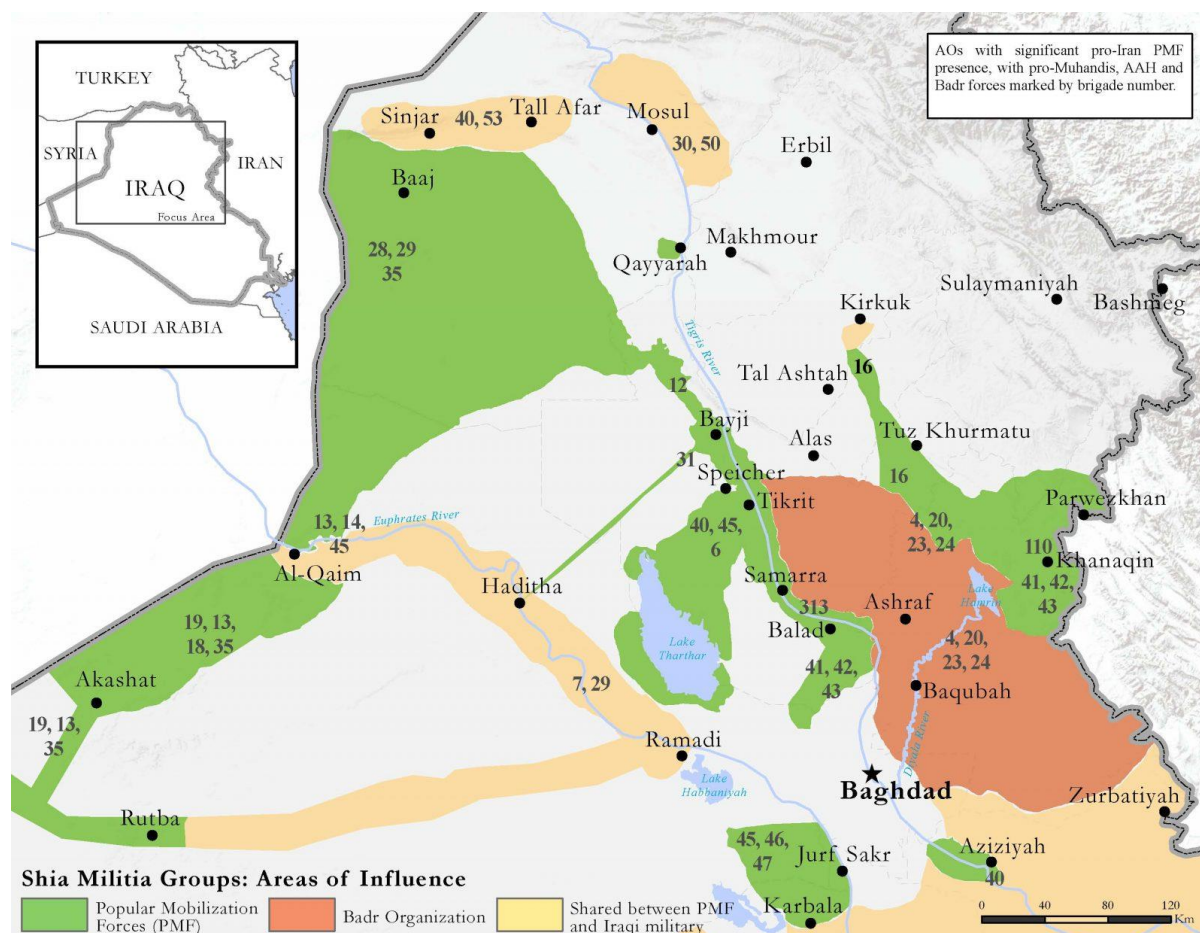 TURKEY
SYRIA
IRAN
IRAQ
Focus Area
SAUDI ARABIA
AOs with significant pro-Iran PMF
presence, with pro-Muhandis, AAH and
Badr forces marked by brigade number.
Sinjar
40, 53
Tall Afar
Mosul
30, 50
Erbil
Baaj
28, 29
35
Qayyarah
Makhmour
Sulaymaniyah
Bashmeg
Kirkuk
Tigris River
Tal Ashtah
16
12
Bayji
Alas
Tuz Khurmatu
31
Speicher
16
Tikrit
Parwezkhan
13, 14,
45
Euphrates River
40, 45,
6
4, 20,
23, 24
110
Khanaqin
Al-Qaim
41, 42,
43
Haditha
Samarra
Lake
Hamrin
313
Ashraf
Balad
19, 13,
18, 35
Lake
Tharthar
4, 20,
23, 24
41, 42,
43
7, 29
Baqubah
Akashat
19, 13,
35
Ramadi
Diyala River
Lake
Habbaniyah
Baghdad
Zurbatiyah
Rutba
45, 46,
47
Jurf Sakr
Aziziyah
40
Karbala
Shia Militia Groups: Areas of Influence
Popular Mobilization
Forces (PMF)
Badr Organization
Shared between PMF
and Iraqi military
0 40 80 120
Km